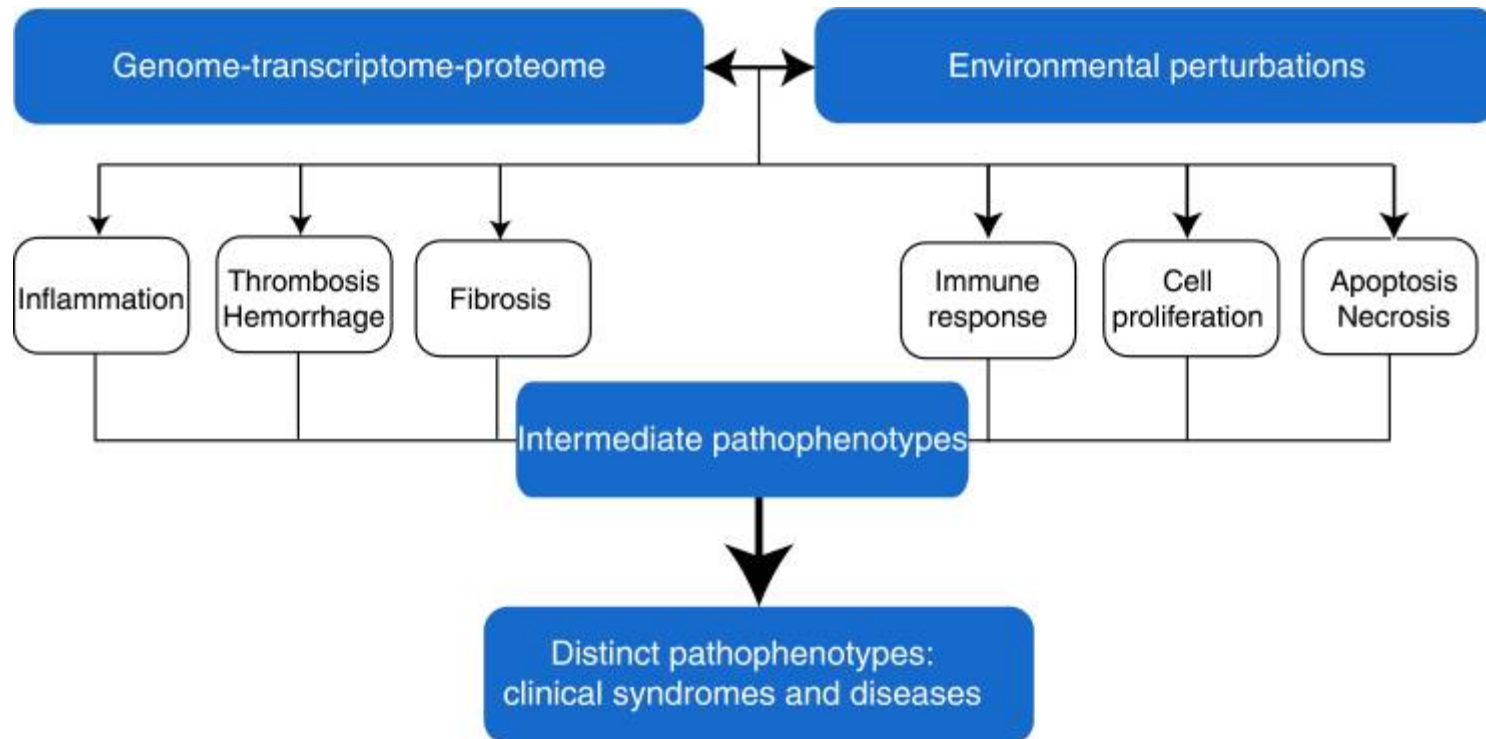 Genome-transcriptome-proteome
Environmental perturbations
Inflammation
Thrombosis
Hemorrhage
Fibrosis
Immune
response
Cell
proliferation
Apoptosis
Necrosis
Intermediate pathophenotypes
Distinct pathophenotypes:
clinical syndromes and diseases